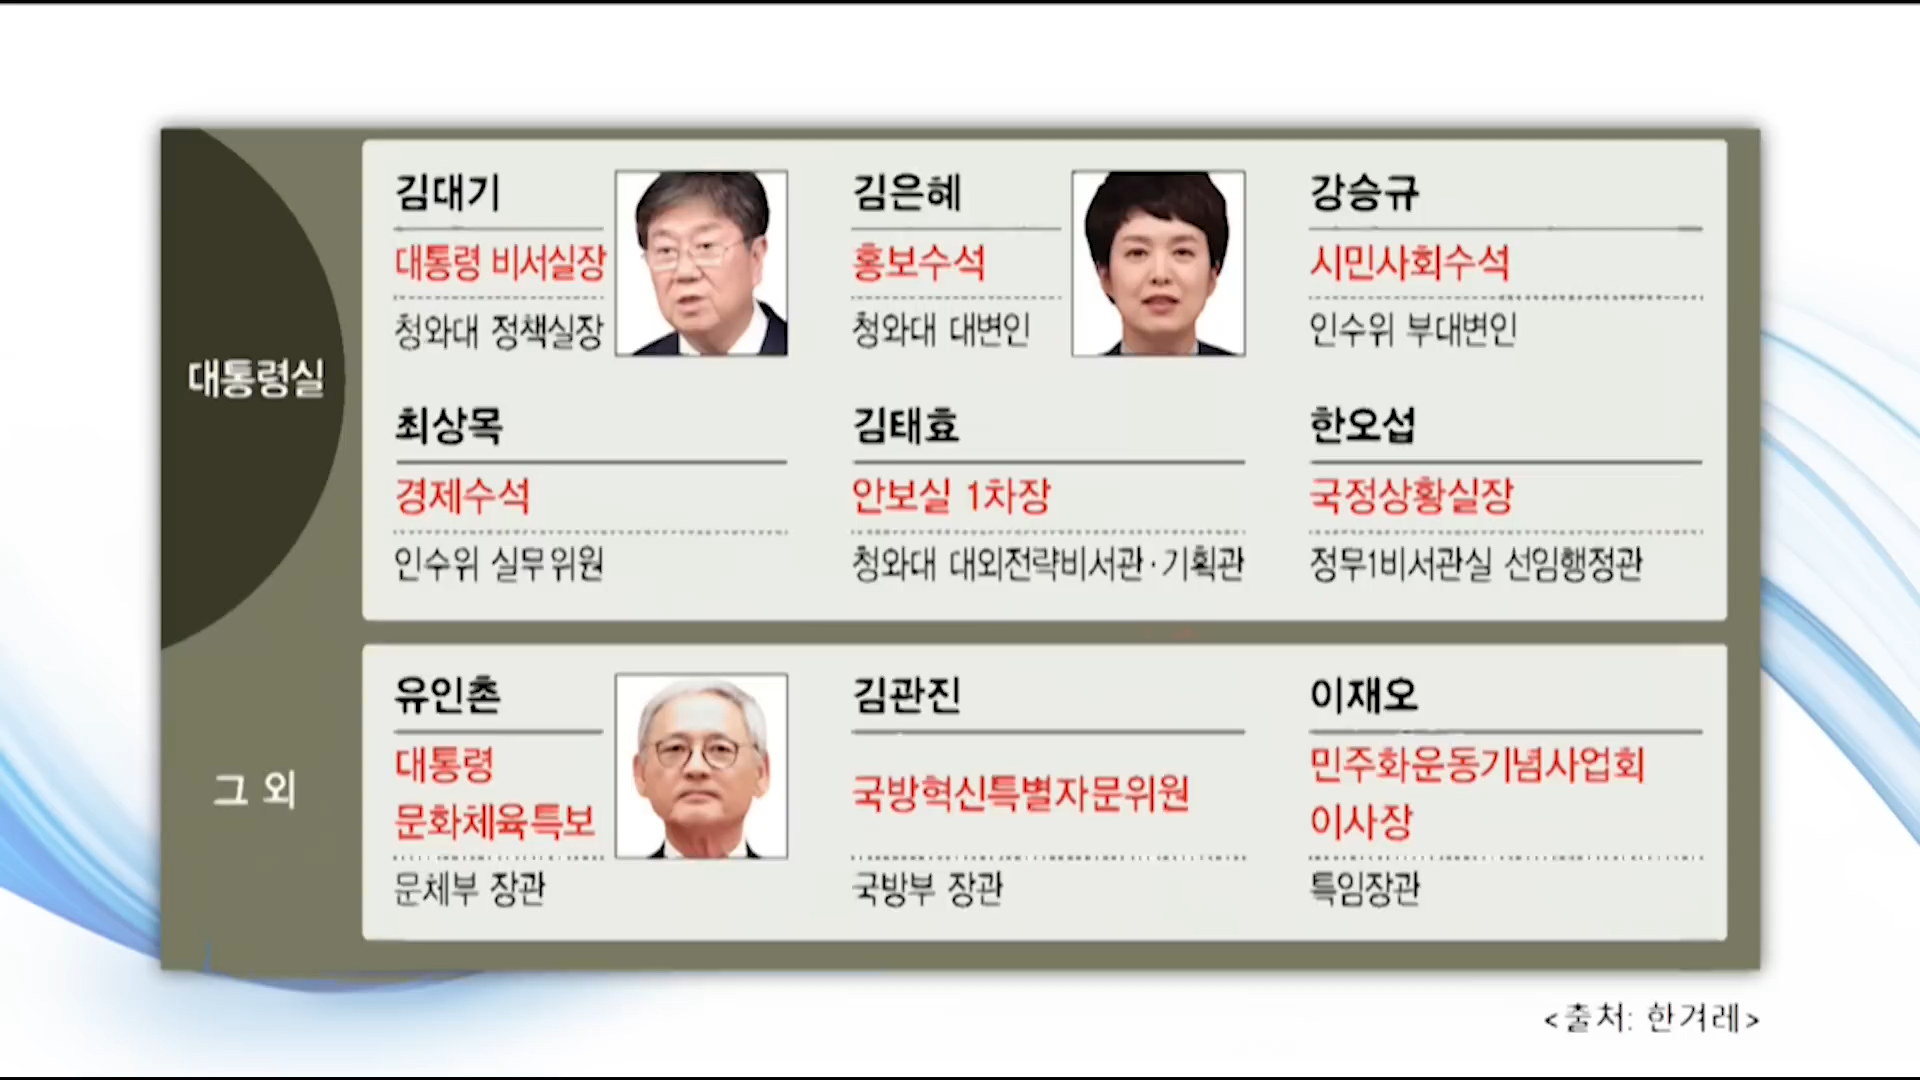 대통령실
김대기
대통령 비서실장
청와대 정책실장
김은혜
홍보수석
청와대 대변인
강승규
시민사회수석
인수위 부대변인
최상목
경제수석
인수위 실무위원
김태효
안보실 1차장
청와대 대외전략비서관·기획관
한오섭
국정상황실장
정무1비서관실 선임행정관
그 외
유인촌
대통령
문화체육특보
문체부 장관
김관진
국방혁신특별자문위원
국방부 장관
이재오
민주화운동기념사업회
이사장
특임장관
<출처: 한겨레>